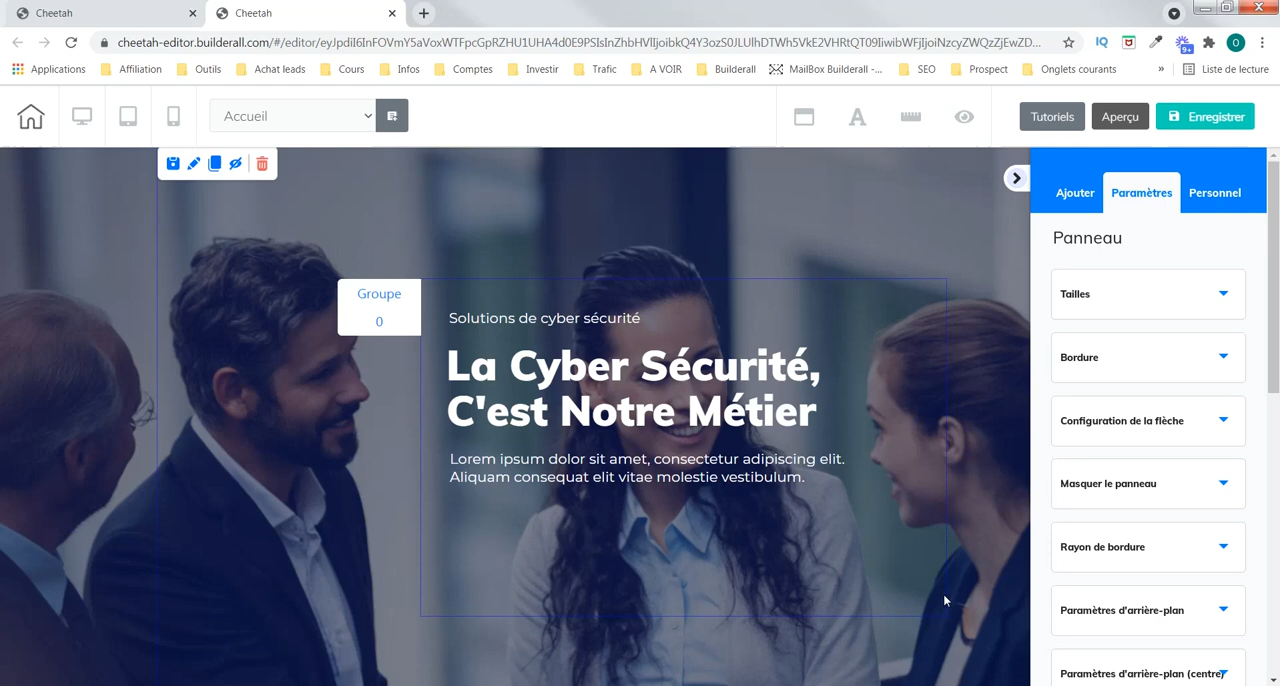 Cheetah
Cheetah
cheetah-editor.builderall.com/#/editor/
Applications
Affiliation
Outils
Achat leads
Cours
Infos
Comptes
Investir
Trafic
A VOIR
Builderall
MailBox Builderall -...
SEO
Prospect
Onglets courants
»
Liste de lecture
IQ
9+
O
Accueil
A
Tutoriels
Aperçu
Enregistrer
Ajouter
Paramètres
Personnel
Panneau
Tailles
Bordure
Configuration de la flèche
Masquer le panneau
Rayon de bordure
Paramètres d'arrière-plan
Paramètres d'arrière-plan (centre)
Groupe
0
Solutions de cyber sécurité
La Cyber Sécurité,
C'est Notre Métier
Lorem ipsum dolor sit amet, consectetur adipiscing elit.
Aliquam consequat elit vitae molestie vestibulum.